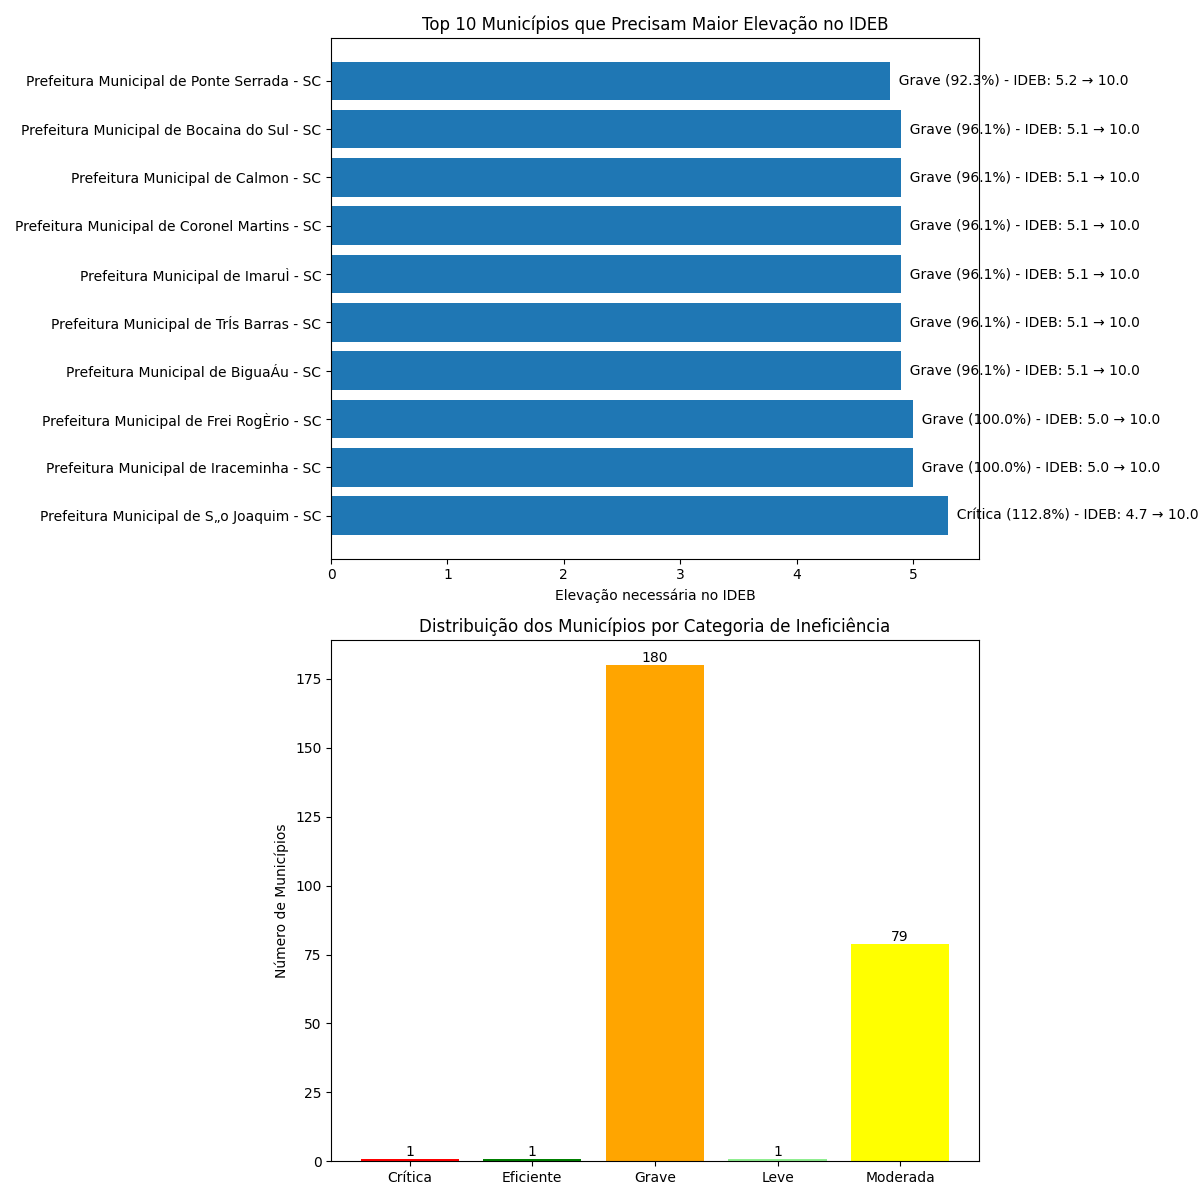 Top 10 Municípios que Precisam Maior Elevação no IDEB
Prefeitura Municipal de Ponte Serrada - SC
Grave (92.3%) - IDEB: 5.2 → 10.0
Prefeitura Municipal de Bocaina do Sul - SC
Grave (96.1%) - IDEB: 5.1 → 10.0
Prefeitura Municipal de Calmon - SC
Grave (96.1%) - IDEB: 5.1 → 10.0
Prefeitura Municipal de Coronel Martins - SC
Grave (96.1%) - IDEB: 5.1 → 10.0
Prefeitura Municipal de ImaruÌ - SC
Grave (96.1%) - IDEB: 5.1 → 10.0
Prefeitura Municipal de TrÍs Barras - SC
Grave (96.1%) - IDEB: 5.1 → 10.0
Prefeitura Municipal de BiguaÁu - SC
Grave (96.1%) - IDEB: 5.1 → 10.0
Prefeitura Municipal de Frei RogÈrio - SC
Grave (100.0%) - IDEB: 5.0 → 10.0
Prefeitura Municipal de Iraceminha - SC
Grave (100.0%) - IDEB: 5.0 → 10.0
Prefeitura Municipal de S„o Joaquim - SC
Crítica (112.8%) - IDEB: 4.7 → 10.0
0 1 2 3 4 5
Elevação necessária no IDEB
Distribuição dos Municípios por Categoria de Ineficiência
Número de Municípios
175
150
125
100
75
50
25
0
1
1
180
1
79
Crítica Eficiente Grave Leve Moderada